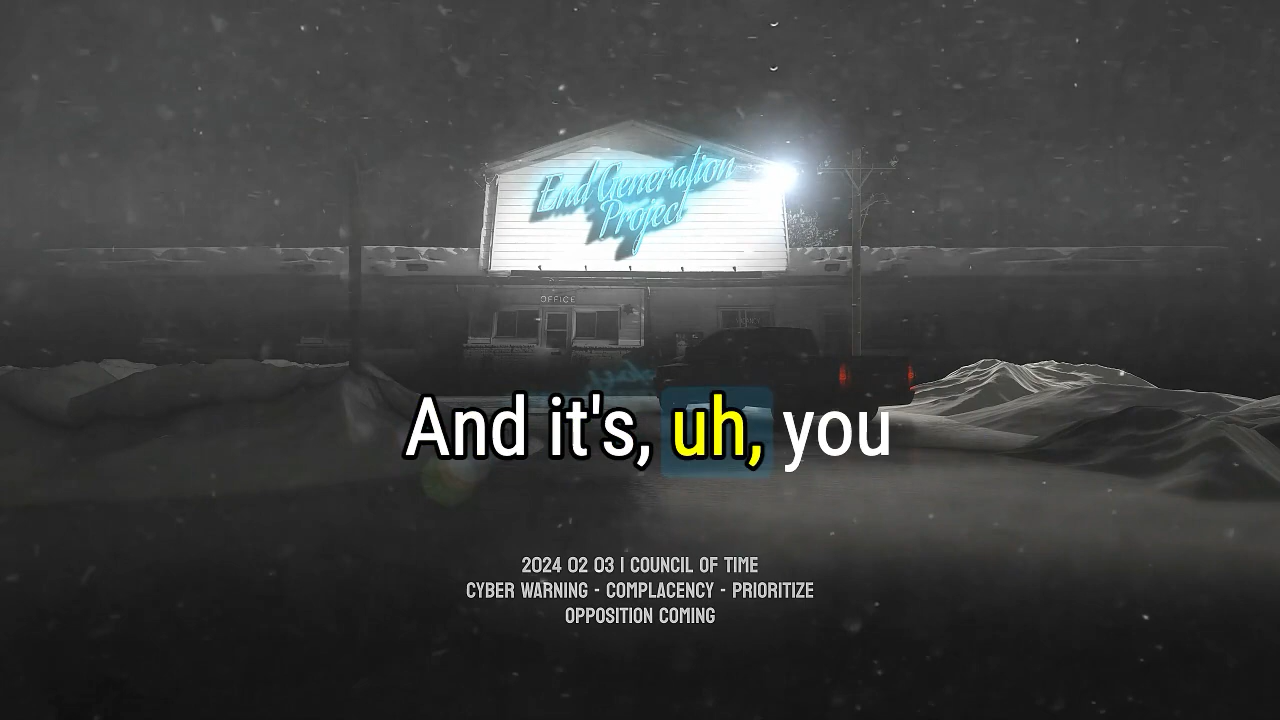 End Generation
Project
OFFICE
And it's, uh, you
2024 02 03 | COUNCIL OF TIME
CYBER WARNING - COMPLACENCY - PRIORITIZE
OPPOSITION COMING